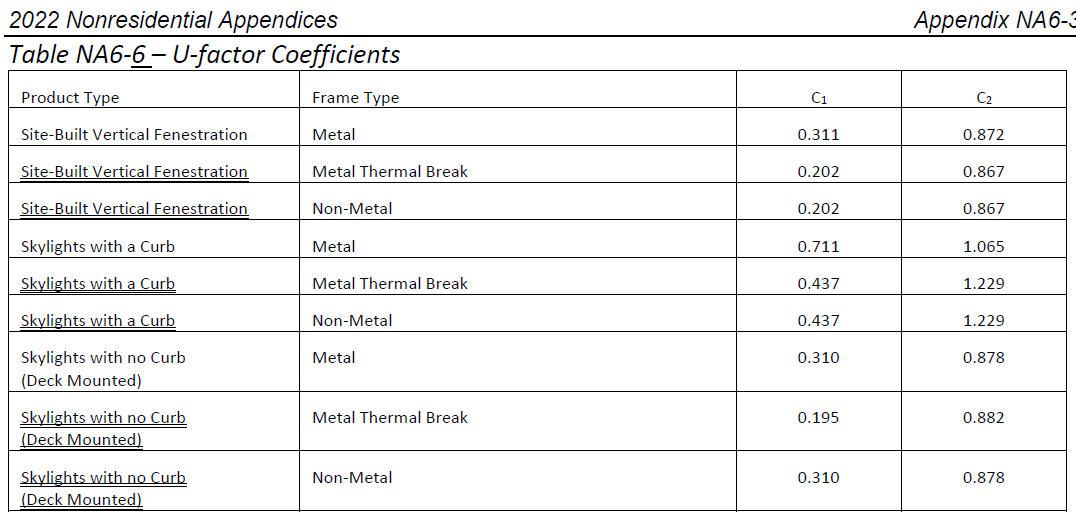 2022 Nonresidential Appendices Appendix NA6-3
Table NA6-6 – U-factor Coefficients
Product Type Frame Type C1 C2
Site-Built Vertical Fenestration Metal 0.311 0.872
Site-Built Vertical Fenestration Metal Thermal Break 0.202 0.867
Site-Built Vertical Fenestration Non-Metal 0.202 0.867
Skylights with a Curb Metal 0.711 1.065
Skylights with a Curb Metal Thermal Break 0.437 1.229
Skylights with a Curb Non-Metal 0.437 1.229
Skylights with no Curb Metal 0.310 0.878
(Deck Mounted)
Skylights with no Curb Metal Thermal Break 0.195 0.882
(Deck Mounted)
Skylights with no Curb Non-Metal 0.310 0.878
(Deck Mounted)